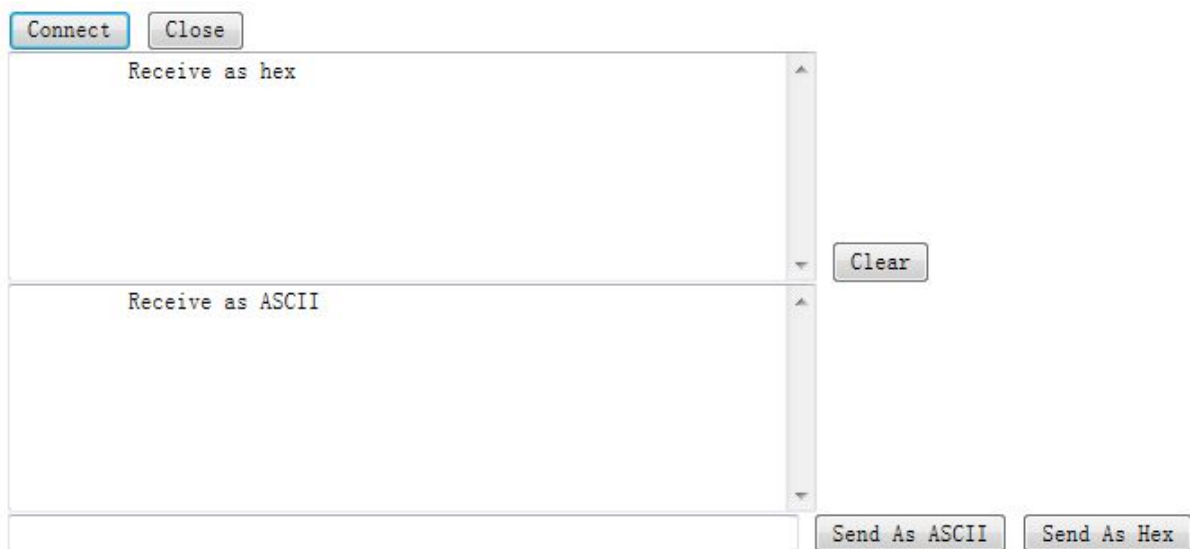 Connect Close
Receive as hex
Clear
Receive as ASCII
Send As ASCII Send As Hex